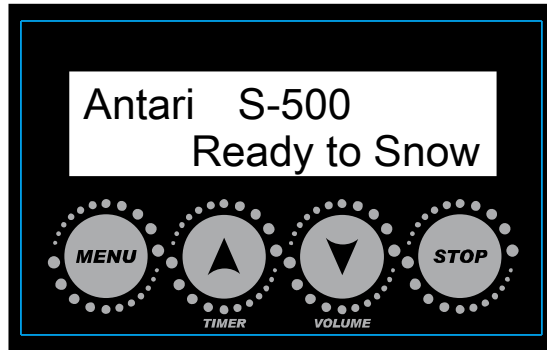 Antari S-500
Ready to Snow
MENU
STOP
TIMER
VOLUME